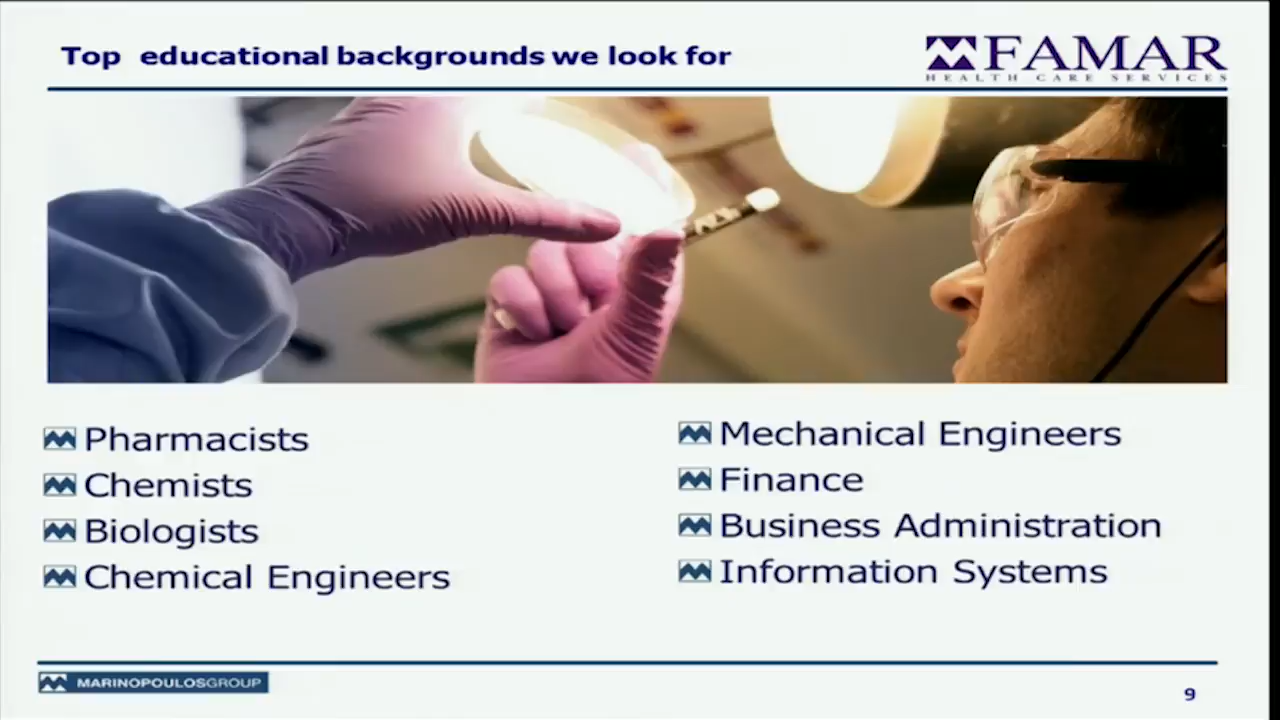 Top educational backgrounds we look for
FAMAR
HEALTH CARE SERVICES
Pharmacists
Chemists
Biologists
Chemical Engineers
Mechanical Engineers
Finance
Business Administration
Information Systems
MARINOPOULOSGROUP
9